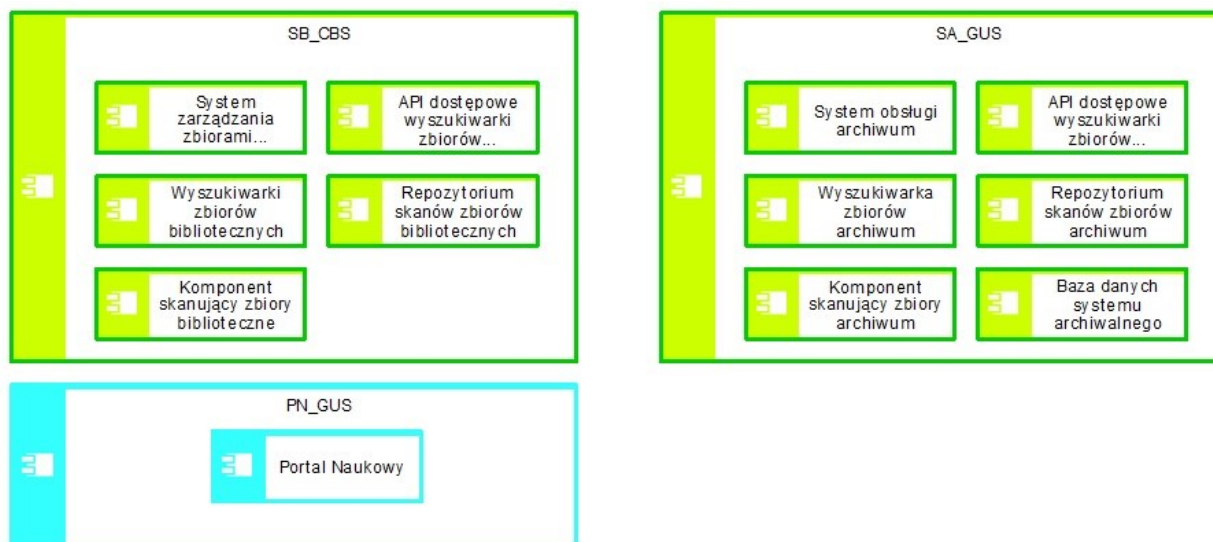 SB_CBS
System
zarządzania
zbiorami...
API dostępowe
wyszukiwarki
zbiorów...
Wyszukiwarki
zbiorów
bibliotecznych
Repozytorium
skanów zbiorów
bibliotecznych
Komponent
skanujący zbiory
biblioteczne
SA_GUS
System obsługi
archiwum
API dostępowe
wyszukiwarki
zbiorów...
Wyszukiwarka
zbiorów
archiwum
Repozytorium
skanów zbiorów
archiwum
Komponent
skanujący zbiory
archiwum
Baza danych
systemu
archiwalnego
PN_GUS
Portal Naukowy